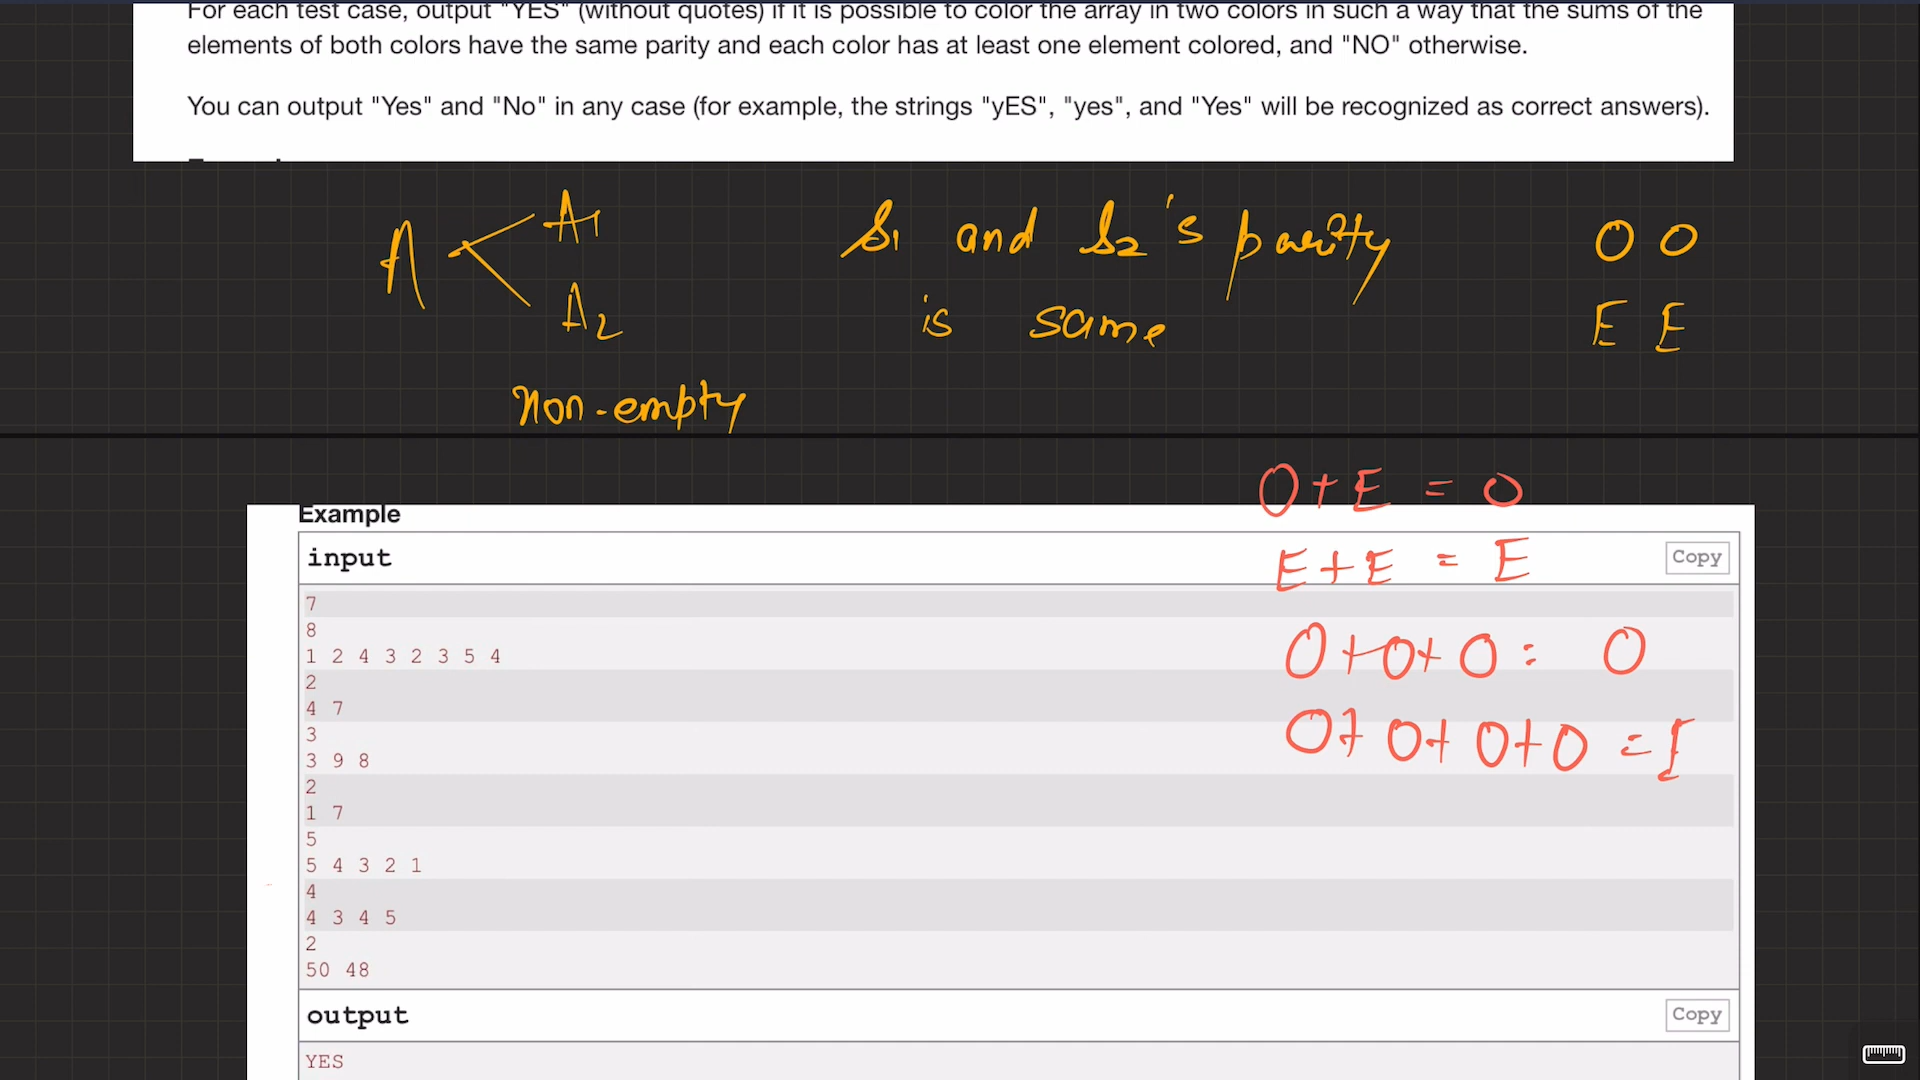 For each test case, output "YES" (without quotes) if it is possible to color the array in two colors in such a way that the sums of the
elements of both colors have the same parity and each color has at least one element colored, and "NO" otherwise.
You can output "Yes" and "No" in any case (for example, the strings "yES", "yes", and "Yes" will be recognized as correct answers).
A A1 A2
non-empty
S1 and S2's parity
is same
O O
E E
O+E = O
E+E = E
O+O+O = O
O+O+O+O = E
Example
input
Copy
7
8
1 2 4 3 2 3 5 4
2
4 7
3
3 9 8
2
1 7
5
5 4 3 2 1
4
4 3 4 5
2
50 48
output
Copy
YES